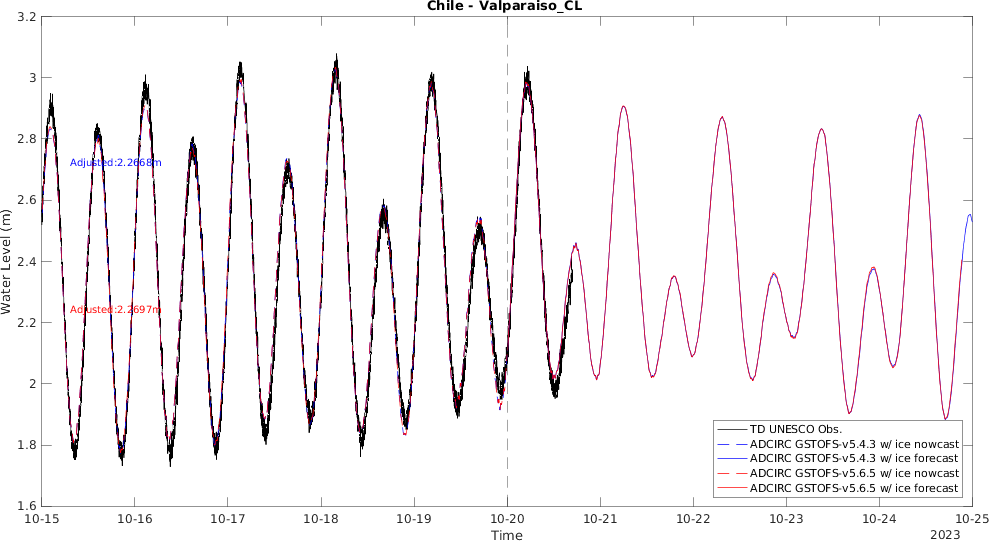 Chile - Valparaiso_CL
3.2
3
2.8
2.6
2.4
2.2
2
1.8
1.6
Water Level (m)
Adjusted:2.2668m
Adjusted:2.2697m
TD UNESCO Obs.
ADCIRC GSTOFS-v5.4.3 w/ ice nowcast
ADCIRC GSTOFS-v5.4.3 w/ ice forecast
ADCIRC GSTOFS-v5.6.5 w/ ice nowcast
ADCIRC GSTOFS-v5.6.5 w/ ice forecast
10-15 10-16 10-17 10-18 10-19 10-20 10-21 10-22 10-23 10-24 10-25
Time
2023